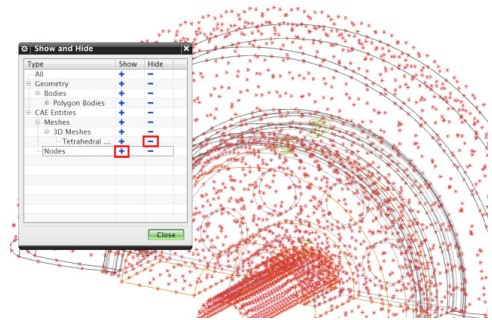 Show and Hide
Type Show Hide
All
Geometry
Bodies
Polygon Bodies
CAE Entities
Meshes
3D Meshes
Tetrahedral ...
Nodes
Close